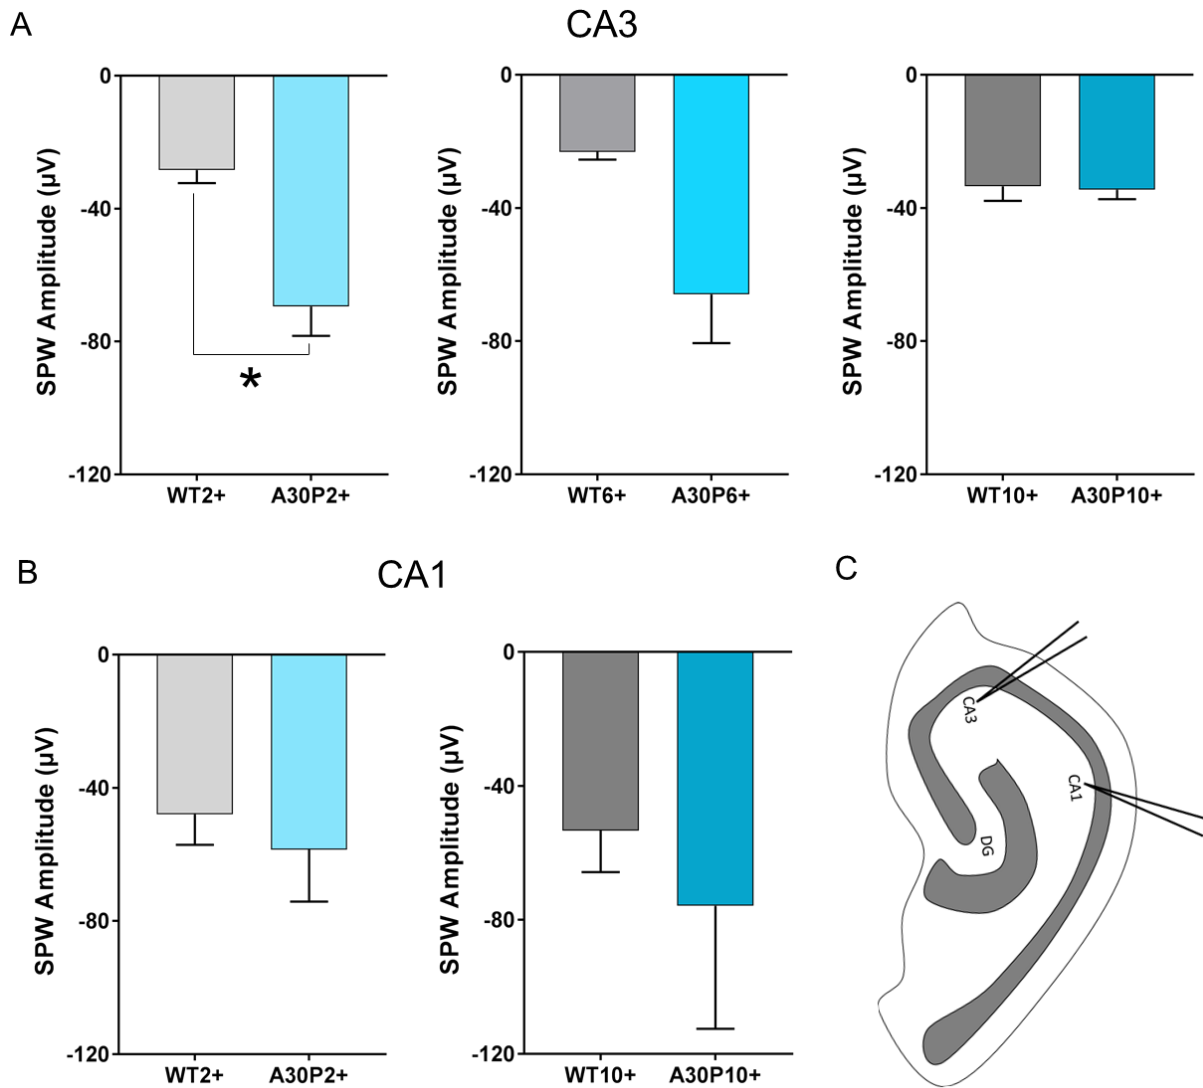 A
CA3
0
-40
-80
-120
SPW Amplitude (µV)
*
WT2+ A30P2+
0
-40
-80
-120
SPW Amplitude (µV)
WT6+ A30P6+
0
-40
-80
-120
SPW Amplitude (µV)
WT10+ A30P10+
B
CA1
0
-40
-80
-120
SPW Amplitude (µV)
WT2+ A30P2+
0
-40
-80
-120
SPW Amplitude (µV)
WT10+ A30P10+
C
CA3
CA1
DG